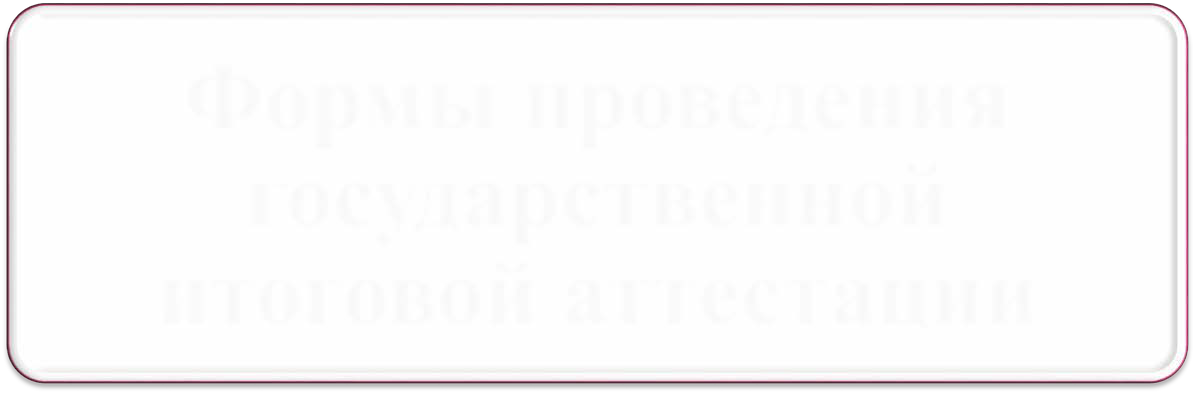 Формы проведения
государственной
итоговой аттестации